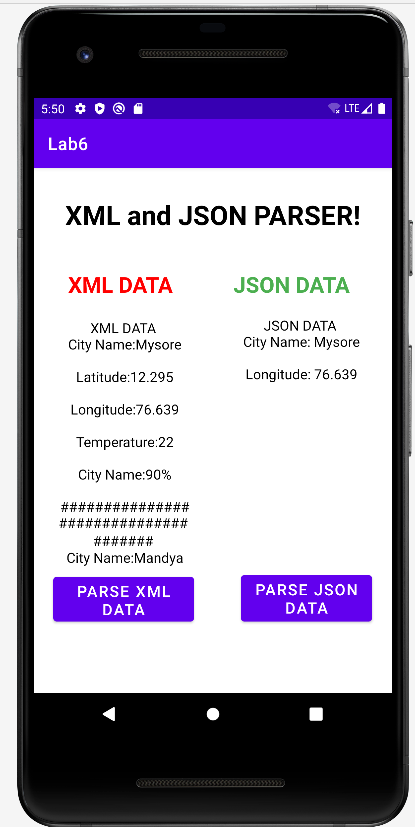 5:50 LTE
Lab6
XML and JSON PARSER!
XML DATA
JSON DATA
XML DATA
City Name:Mysore
Latitude:12.295
Longitude:76.639
Temperature:22
City Name:90%
###############
###############
#######
City Name:Mandya
JSON DATA
City Name: Mysore
Longitude: 76.639
PARSE XML
DATA
PARSE JSON
DATA